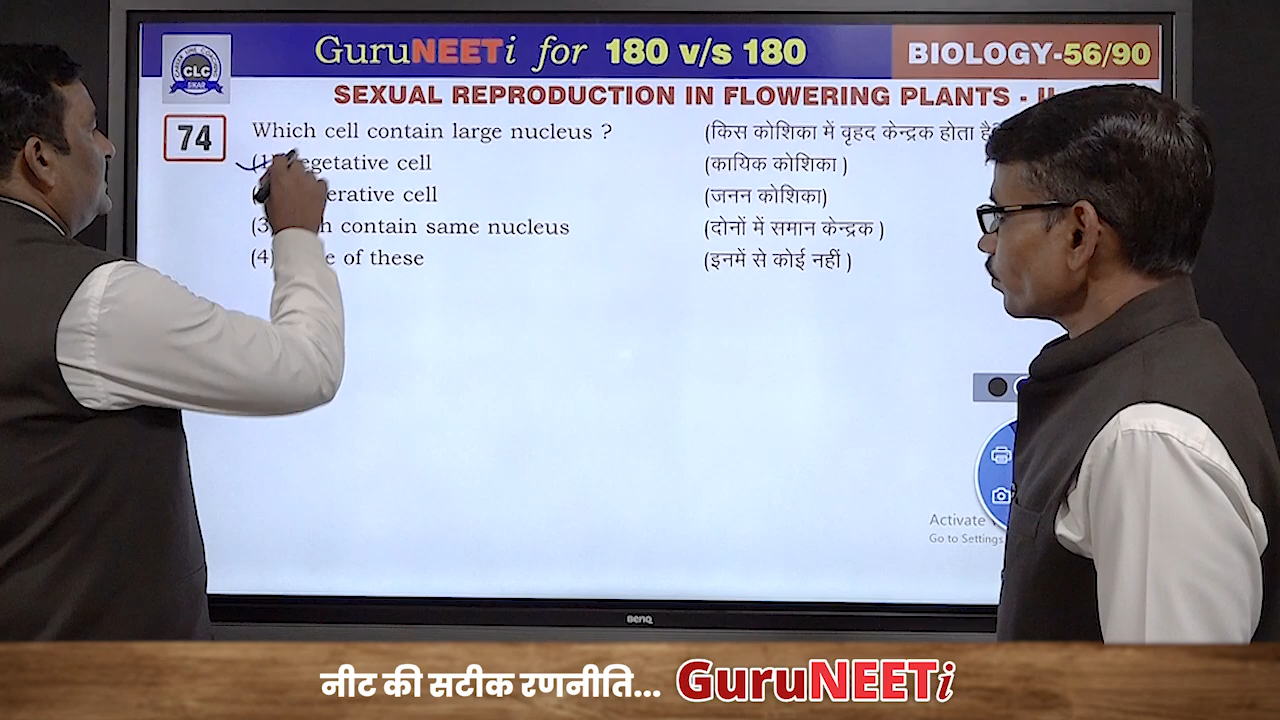 GuruNEETi for 180 v/s 180
BIOLOGY-56/90
CLC
SIKAR
SEXUAL REPRODUCTION IN FLOWERING PLANTS - II
74
Which cell contain large nucleus ? (किस कोशिका में वृहद केन्द्रक होता है
(1) egetative cell (कायिक कोशिका )
erative cell (जनन कोशिका)
(3) h contain same nucleus (दोनों में समान केन्द्रक )
(4) e of these (इनमें से कोई नहीं )
Activate
Go to Settings
BenQ
नीट की सटीक रणनीति... GuruNEETi